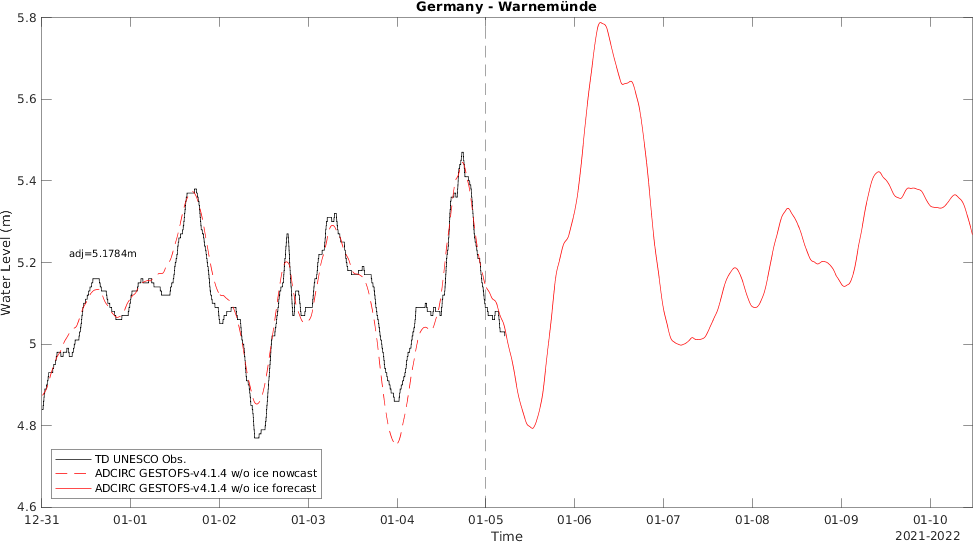 Germany - Warnemünde
5.8
5.6
5.4
5.2
5
4.8
4.6
Water Level (m)
adj=5.1784m
TD UNESCO Obs.
ADCIRC GESTOFS-v4.1.4 w/o ice nowcast
ADCIRC GESTOFS-v4.1.4 w/o ice forecast
12-31 01-01 01-02 01-03 01-04 01-05 01-06 01-07 01-08 01-09 01-10
Time
2021-2022